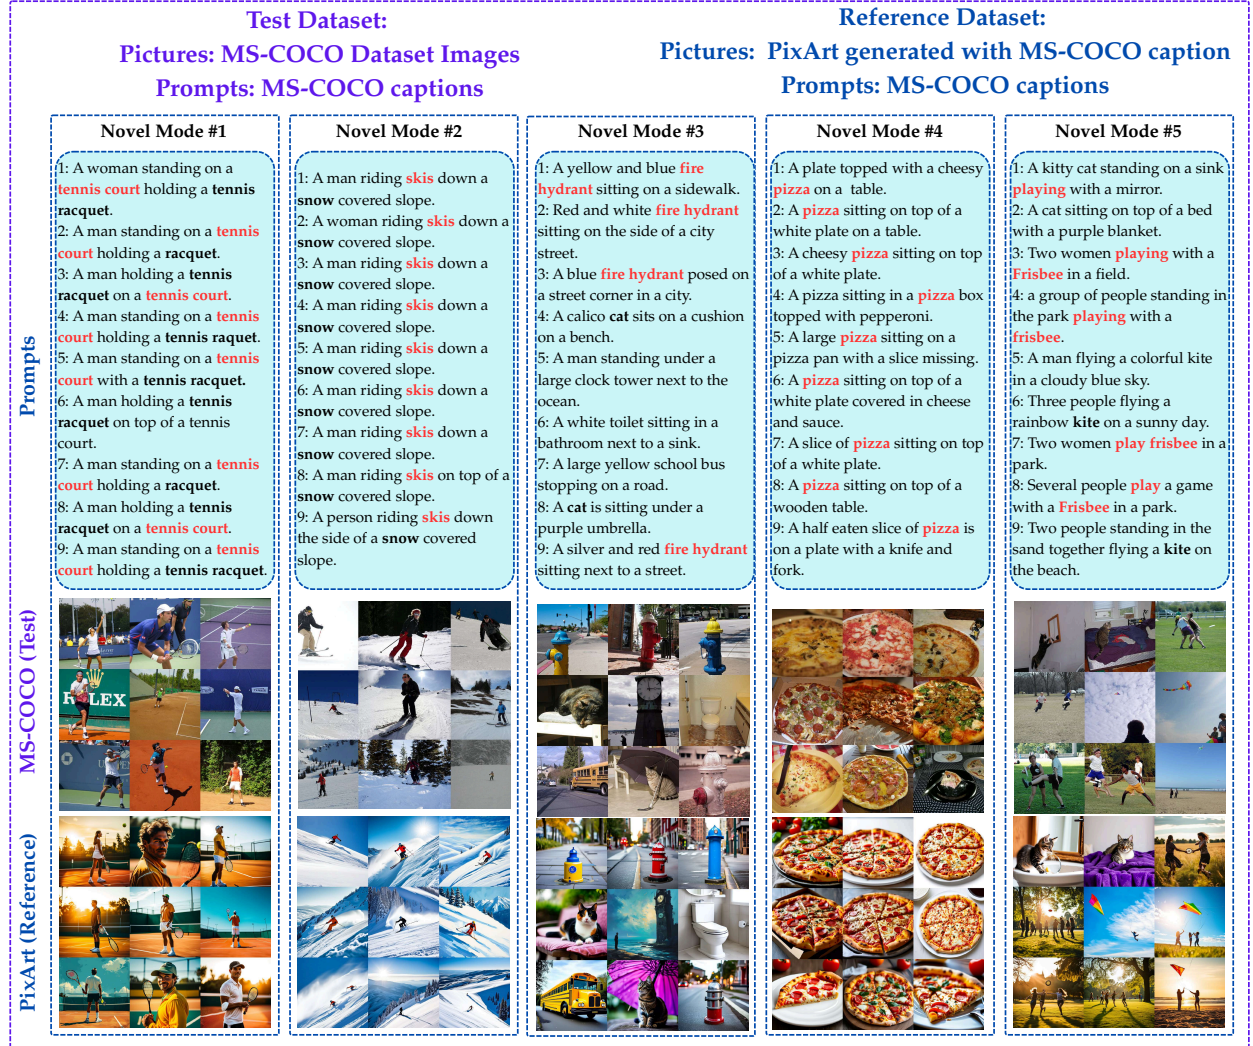 Test Dataset:
Pictures: MS-COCO Dataset Images
Prompts: MS-COCO captions
Reference Dataset:
Pictures: PixArt generated with MS-COCO caption
Prompts: MS-COCO captions
Prompts
MS-COCO (Test)
PixArt (Reference)
Novel Mode #1
1: A woman standing on a
tennis court holding a tennis
racquet.
2: A man standing on a tennis
court holding a racquet.
3: A man holding a tennis
racquet on a tennis court.
4: A man standing on a tennis
court holding a tennis raquet.
5: A man standing on a tennis
court with a tennis racquet.
6: A man holding a tennis
racquet on top of a tennis
court.
7: A man standing on a tennis
court holding a racquet.
8: A man holding a tennis
racquet on a tennis court.
9: A man standing on a tennis
court holding a tennis racquet.
Novel Mode #2
1: A man riding skis down a
snow covered slope.
2: A woman riding skis down a
snow covered slope.
3: A man riding skis down a
snow covered slope.
4: A man riding skis down a
snow covered slope.
5: A man riding skis down a
snow covered slope.
6: A man riding skis down a
snow covered slope.
7: A man riding skis down a
snow covered slope.
8: A man riding skis on top of a
snow covered slope.
9: A person riding skis down
the side of a snow covered
slope.
Novel Mode #3
1: A yellow and blue fire
hydrant sitting on a sidewalk.
2: Red and white fire hydrant
sitting on the side of a city
street.
3: A blue fire hydrant posed on
a street corner in a city.
4: A calico cat sits on a cushion
on a bench.
5: A man standing under a
large clock tower next to the
ocean.
6: A white toilet sitting in a
bathroom next to a sink.
7: A large yellow school bus
stopping on a road.
8: A cat is sitting under a
purple umbrella.
9: A silver and red fire hydrant
sitting next to a street.
Novel Mode #4
1: A plate topped with a cheesy
pizza on a table.
2: A pizza sitting on top of a
white plate on a table.
3: A cheesy pizza sitting on top
of a white plate.
4: A pizza sitting in a pizza box
topped with pepperoni.
5: A large pizza sitting on a
pizza pan with a slice missing.
6: A pizza sitting on top of a
white plate covered in cheese
and sauce.
7: A slice of pizza sitting on top
of a white plate.
8: A pizza sitting on top of a
wooden table.
9: A half eaten slice of pizza is
on a plate with a knife and
fork.
Novel Mode #5
1: A kitty cat standing on a sink
playing with a mirror.
2: A cat sitting on top of a bed
with a purple blanket.
3: Two women playing with a
Frisbee in a field.
4: a group of people standing in
the park playing with a
frisbee.
5: A man flying a colorful kite
in a cloudy blue sky.
6: Three people flying a
rainbow kite on a sunny day.
7: Two women play frisbee in a
park.
8: Several people play a game
with a Frisbee in a park.
9: Two people standing in the
sand together flying a kite on
the beach.
ROLEX